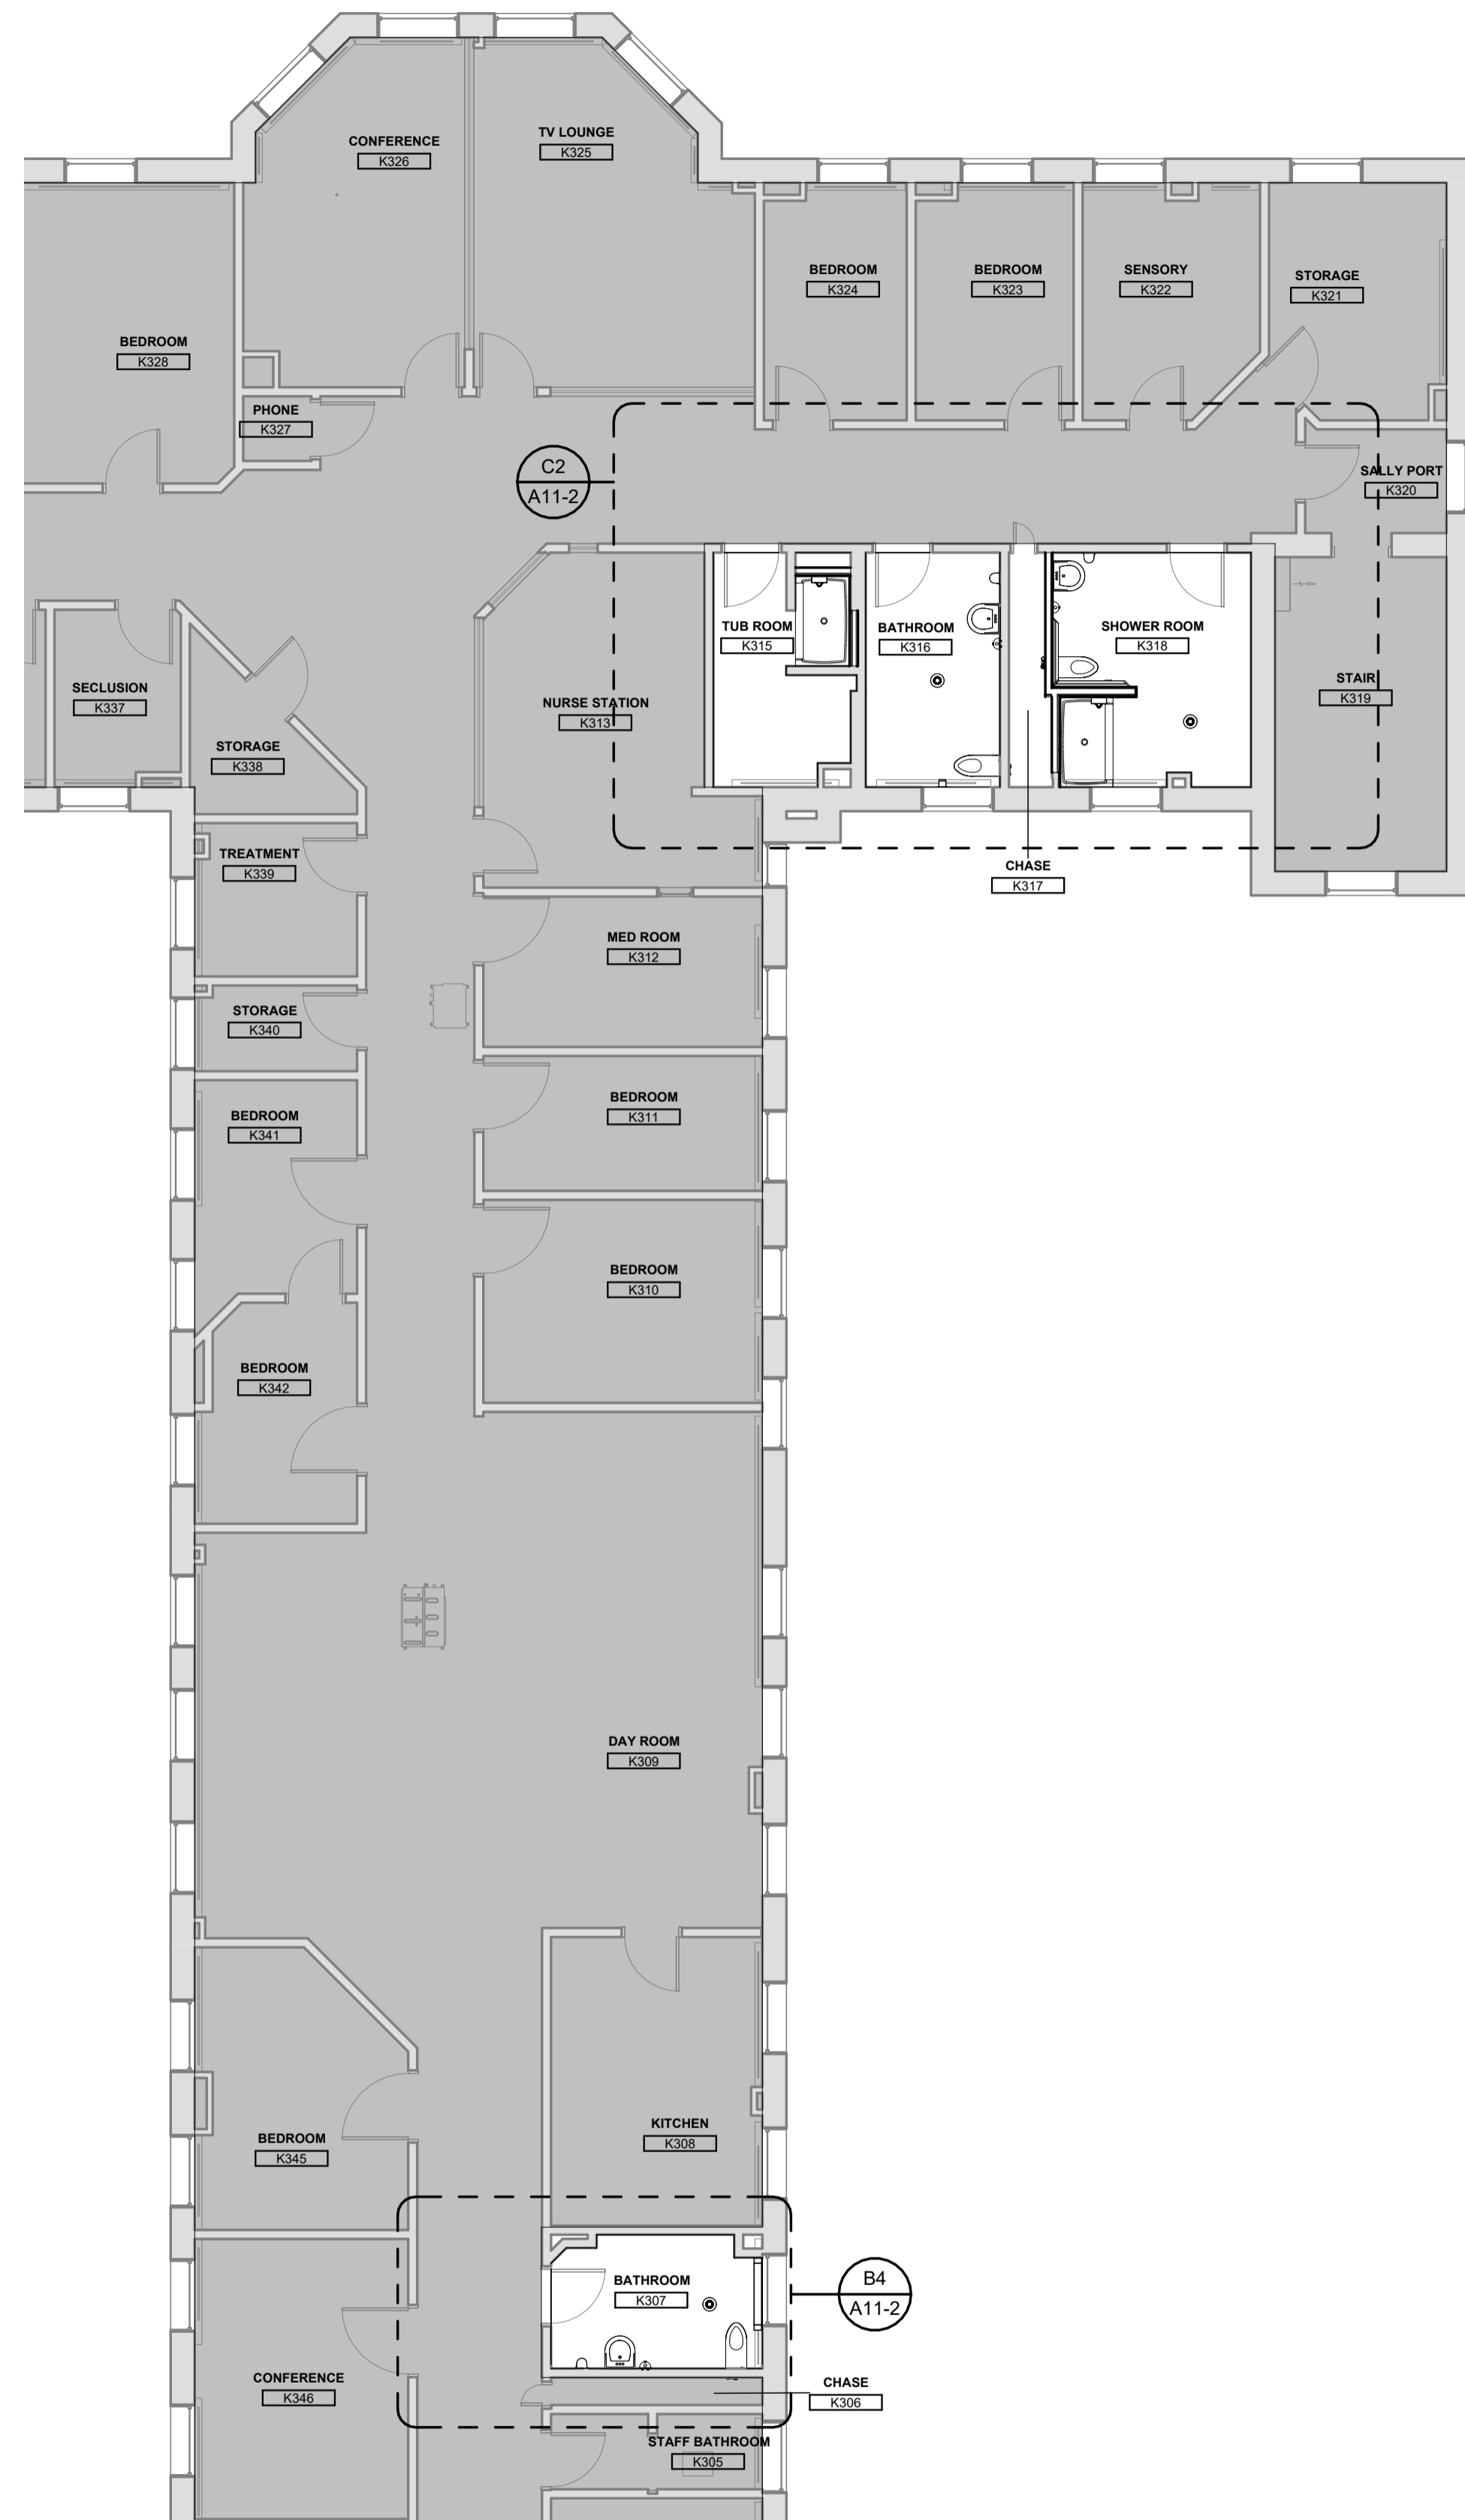 CONFERENCE
K326
TV LOUNGE
K325
BEDROOM
K324
BEDROOM
K323
SENSORY
K322
STORAGE
K321
BEDROOM
K328
PHONE
K327
C2
A11-2
SALLY PORT
K320
TUB ROOM
K315
BATHROOM
K316
SHOWER ROOM
K318
STAIR
K319
SECLUSION
K337
NURSE STATION
K313
STORAGE
K338
TREATMENT
K339
CHASE
K317
MED ROOM
K312
STORAGE
K340
BEDROOM
K311
BEDROOM
K341
BEDROOM
K310
BEDROOM
K342
DAY ROOM
K309
KITCHEN
K308
BEDROOM
K345
BATHROOM
K307
B4
A11-2
CONFERENCE
K346
CHASE
K306
STAFF BATHROOM
K305